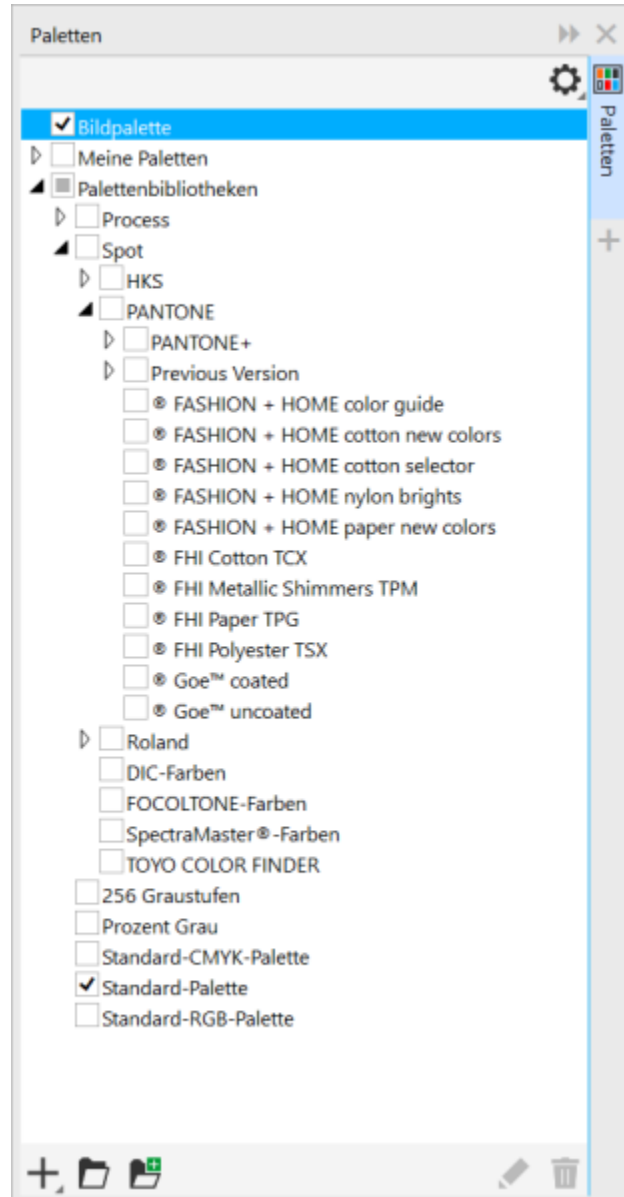 Paletten
Bildpalette
Paletten
Meine Paletten
Palettenbibliotheken
Process
Spot
HKS
PANTONE
PANTONE+
Previous Version
® FASHION + HOME color guide
® FASHION + HOME cotton new colors
® FASHION + HOME cotton selector
® FASHION + HOME nylon brights
® FASHION + HOME paper new colors
® FHI Cotton TCX
® FHI Metallic Shimmers TPM
® FHI Paper TPG
® FHI Polyester TSX
® Goe™ coated
® Goe™ uncoated
Roland
DIC-Farben
FOCOLTONE-Farben
SpectraMaster®-Farben
TOYO COLOR FINDER
256 Graustufen
Prozent Grau
Standard-CMYK-Palette
Standard-Palette
Standard-RGB-Palette